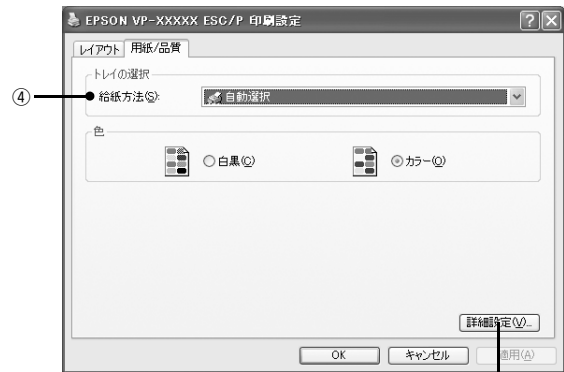 EPSON VP-XXXXX ESC/P 印刷設定
レイアウト 用紙/品質
トレイの選択
④ 給紙方法(S): 自動選択
色
白黒(C) カラー(O)
詳細設定(V)...
OK キャンセル 適用(A)